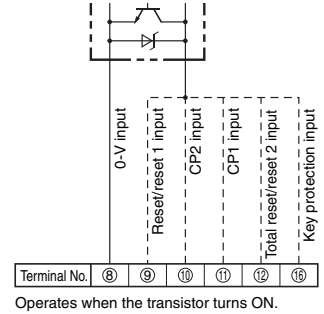 0-V input
Reset/reset 1 input
CP2 input
CP1 input
Total reset/reset 2 input
Key protection input
Terminal No. ⑧ ⑨ ⑩ ⑪ ⑫ ⑯
Operates when the transistor turns ON.